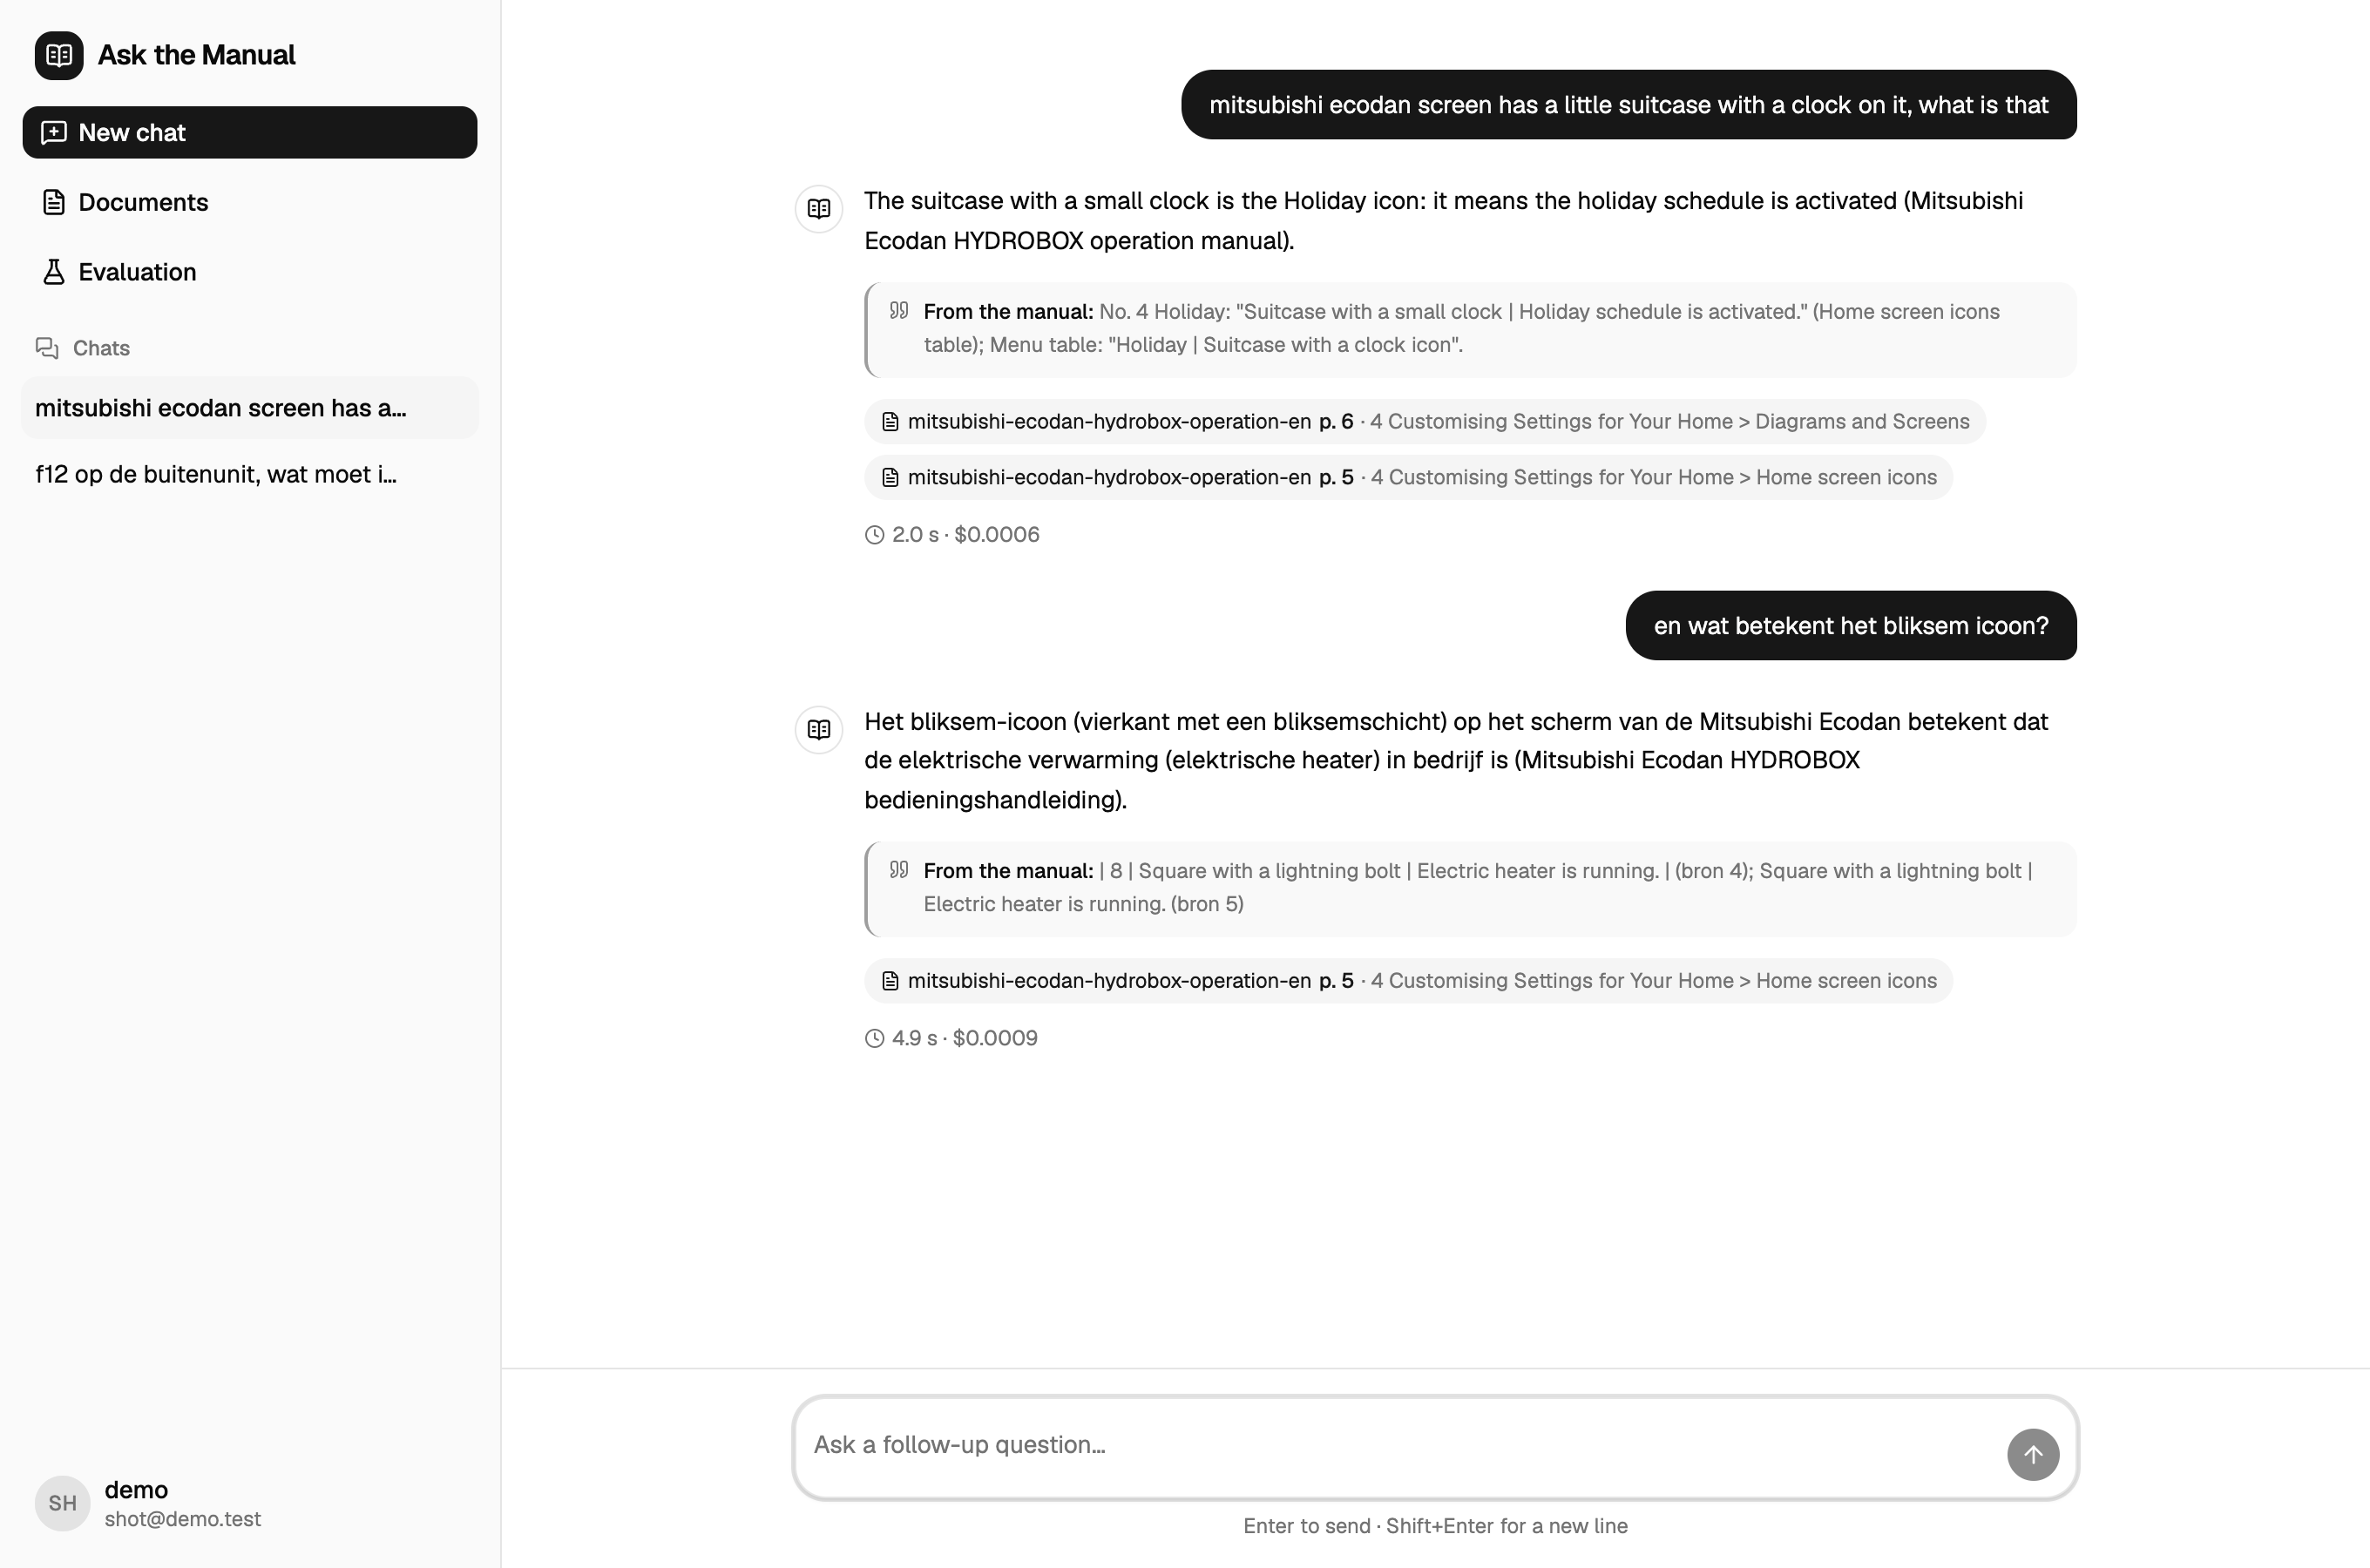 Ask the Manual
New chat
Documents
Evaluation
Chats
mitsubishi ecodan screen has a...
f12 op de buitenunit, wat moet i...
SH
demo
shot@demo.test
mitsubishi ecodan screen has a little suitcase with a clock on it, what is that
The suitcase with a small clock is the Holiday icon: it means the holiday schedule is activated (Mitsubishi
Ecodan HYDROBOX operation manual).
From the manual: No. 4 Holiday: "Suitcase with a small clock | Holiday schedule is activated." (Home screen icons
table); Menu table: "Holiday | Suitcase with a clock icon".
mitsubishi-ecodan-hydrobox-operation-en p. 6 · 4 Customising Settings for Your Home > Diagrams and Screens
mitsubishi-ecodan-hydrobox-operation-en p. 5 · 4 Customising Settings for Your Home > Home screen icons
2.0 s · $0.0006
en wat betekent het bliksem icoon?
Het bliksem-icoon (vierkant met een bliksemschicht) op het scherm van de Mitsubishi Ecodan betekent dat
de elektrische verwarming (elektrische heater) in bedrijf is (Mitsubishi Ecodan HYDROBOX
bedieningshandleiding).
From the manual: | 8 | Square with a lightning bolt | Electric heater is running. | (bron 4); Square with a lightning bolt |
Electric heater is running. (bron 5)
mitsubishi-ecodan-hydrobox-operation-en p. 5 · 4 Customising Settings for Your Home > Home screen icons
4.9 s · $0.0009
Ask a follow-up question...
Enter to send · Shift+Enter for a new line